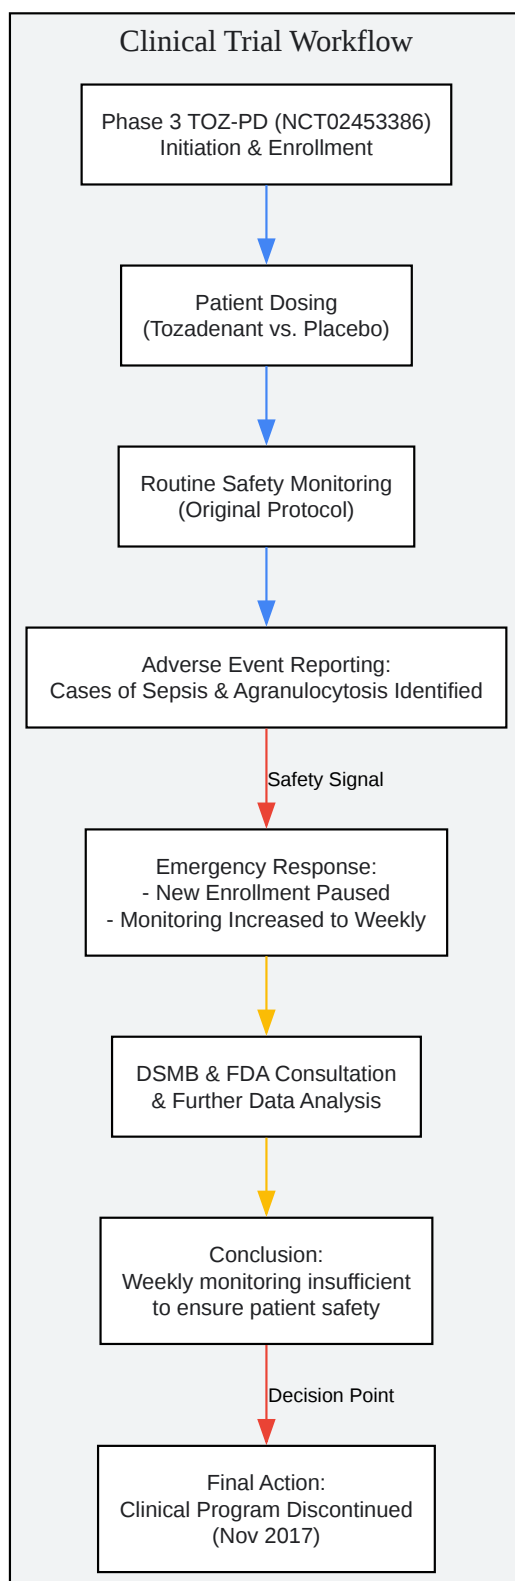 Clinical Trial Workflow
Phase 3 TOZ-PD (NCT02453386)
Initiation & Enrollment
Patient Dosing
(Tozadenant vs. Placebo)
Routine Safety Monitoring
(Original Protocol)
Adverse Event Reporting:
Cases of Sepsis & Agranulocytosis Identified
Safety Signal
Emergency Response:
- New Enrollment Paused
- Monitoring Increased to Weekly
DSMB & FDA Consultation
& Further Data Analysis
Conclusion:
Weekly monitoring insufficient
to ensure patient safety
Decision Point
Final Action:
Clinical Program Discontinued
(Nov 2017)